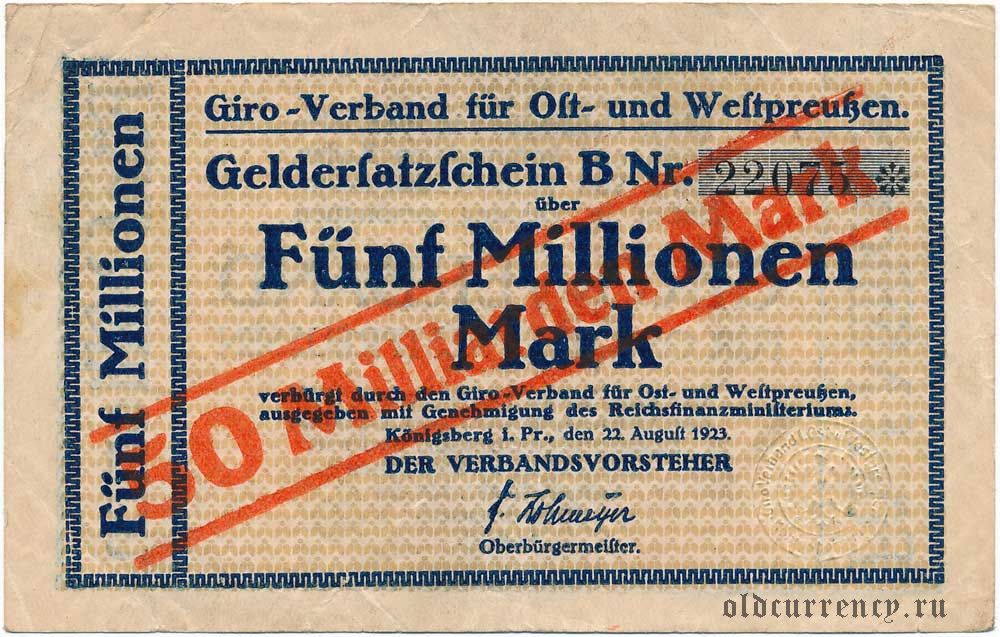 Fünf Millionen
Giro-Verband für Oſt- und Weſtpreußen.
Gelderſatzſchein B Nr. 22075 *
über
Fünf Millionen
Mark
50 Milliarden Mark
verbürgt durch den Giro-Verband für Oſt- und Weſtpreußen,
ausgegeben mit Genehmigung des Reichsfinanzminiſteriums.
Königsberg i. Pr., den 22. Auguſt 1923.
DER VERBANDSVORSTEHER
Oberbürgermeiſter.
oldcurrency.ru